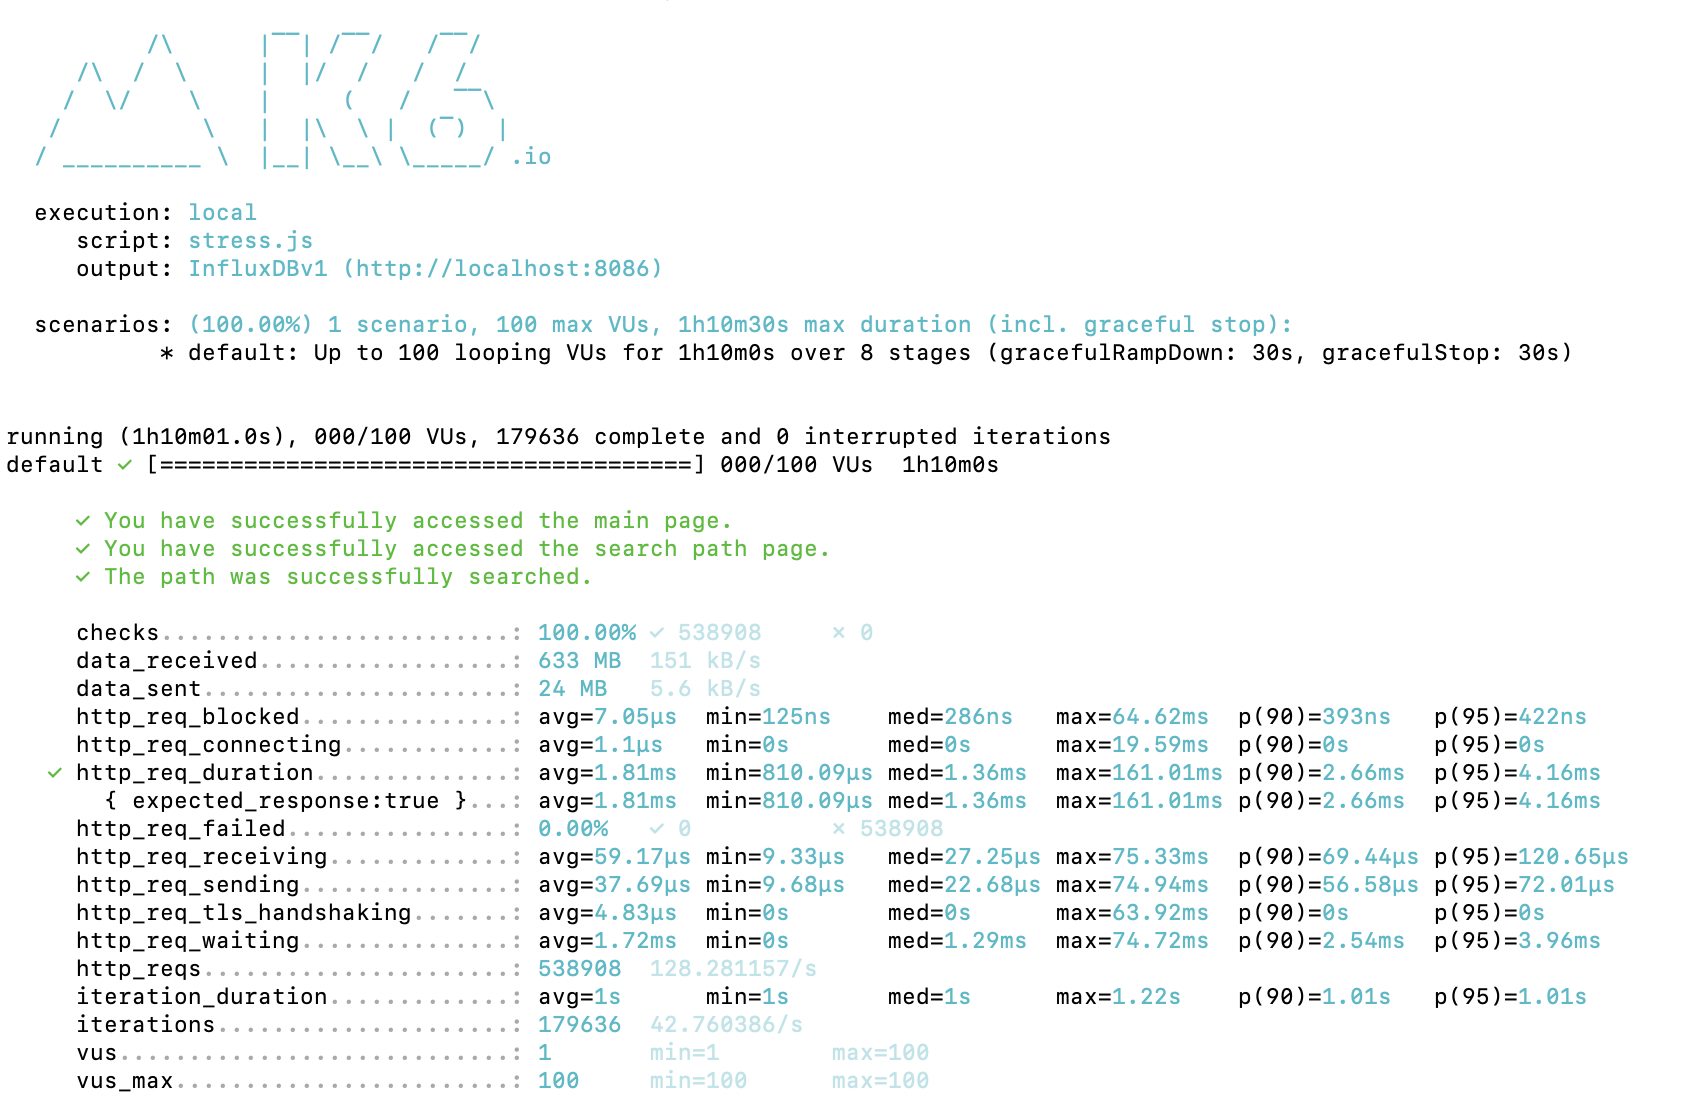 /\      |‾‾| /‾‾/   /‾‾/
     /\  /  \     |  |/  /   /  /
    /  \/    \    |     (   /   ‾‾\
   /          \   |  |\  \ |  (‾)  |
  / __________ \  |__| \__\ \_____/ .io
execution: local
script: stress.js
output: InfluxDBv1 (http://localhost:8086)
scenarios: (100.00%) 1 scenario, 100 max VUs, 1h10m30s max duration (incl. graceful stop):
* default: Up to 100 looping VUs for 1h10m0s over 8 stages (gracefulRampDown: 30s, gracefulStop: 30s)
running (1h10m01.0s), 000/100 VUs, 179636 complete and 0 interrupted iterations
default ✓ [======================================] 000/100 VUs  1h10m0s
✓ You have successfully accessed the main page.
✓ You have successfully accessed the search path page.
✓ The path was successfully searched.
checks.........................: 100.00% ✓ 538908     ✗ 0
data_received..................: 633 MB  151 kB/s
data_sent......................: 24 MB   5.6 kB/s
http_req_blocked...............: avg=7.05µs  min=125ns    med=286ns   max=64.62ms  p(90)=393ns   p(95)=422ns
http_req_connecting............: avg=1.1µs   min=0s       med=0s      max=19.59ms  p(90)=0s      p(95)=0s
✓ http_req_duration..............: avg=1.81ms  min=810.09µs med=1.36ms  max=161.01ms p(90)=2.66ms  p(95)=4.16ms
{ expected_response:true }...: avg=1.81ms  min=810.09µs med=1.36ms  max=161.01ms p(90)=2.66ms  p(95)=4.16ms
http_req_failed................: 0.00%   ✓ 0          ✗ 538908
http_req_receiving.............: avg=59.17µs min=9.33µs   med=27.25µs max=75.33ms  p(90)=69.44µs p(95)=120.65µs
http_req_sending...............: avg=37.69µs min=9.68µs   med=22.68µs max=74.94ms  p(90)=56.58µs p(95)=72.01µs
http_req_tls_handshaking.......: avg=4.83µs  min=0s       med=0s      max=63.92ms  p(90)=0s      p(95)=0s
http_req_waiting...............: avg=1.72ms  min=0s       med=1.29ms  max=74.72ms  p(90)=2.54ms  p(95)=3.96ms
http_reqs......................: 538908  128.281157/s
iteration_duration.............: avg=1s      min=1s       med=1s      max=1.22s    p(90)=1.01s   p(95)=1.01s
iterations.....................: 179636  42.760386/s
vus............................: 1       min=1        max=100
vus_max........................: 100     min=100      max=100